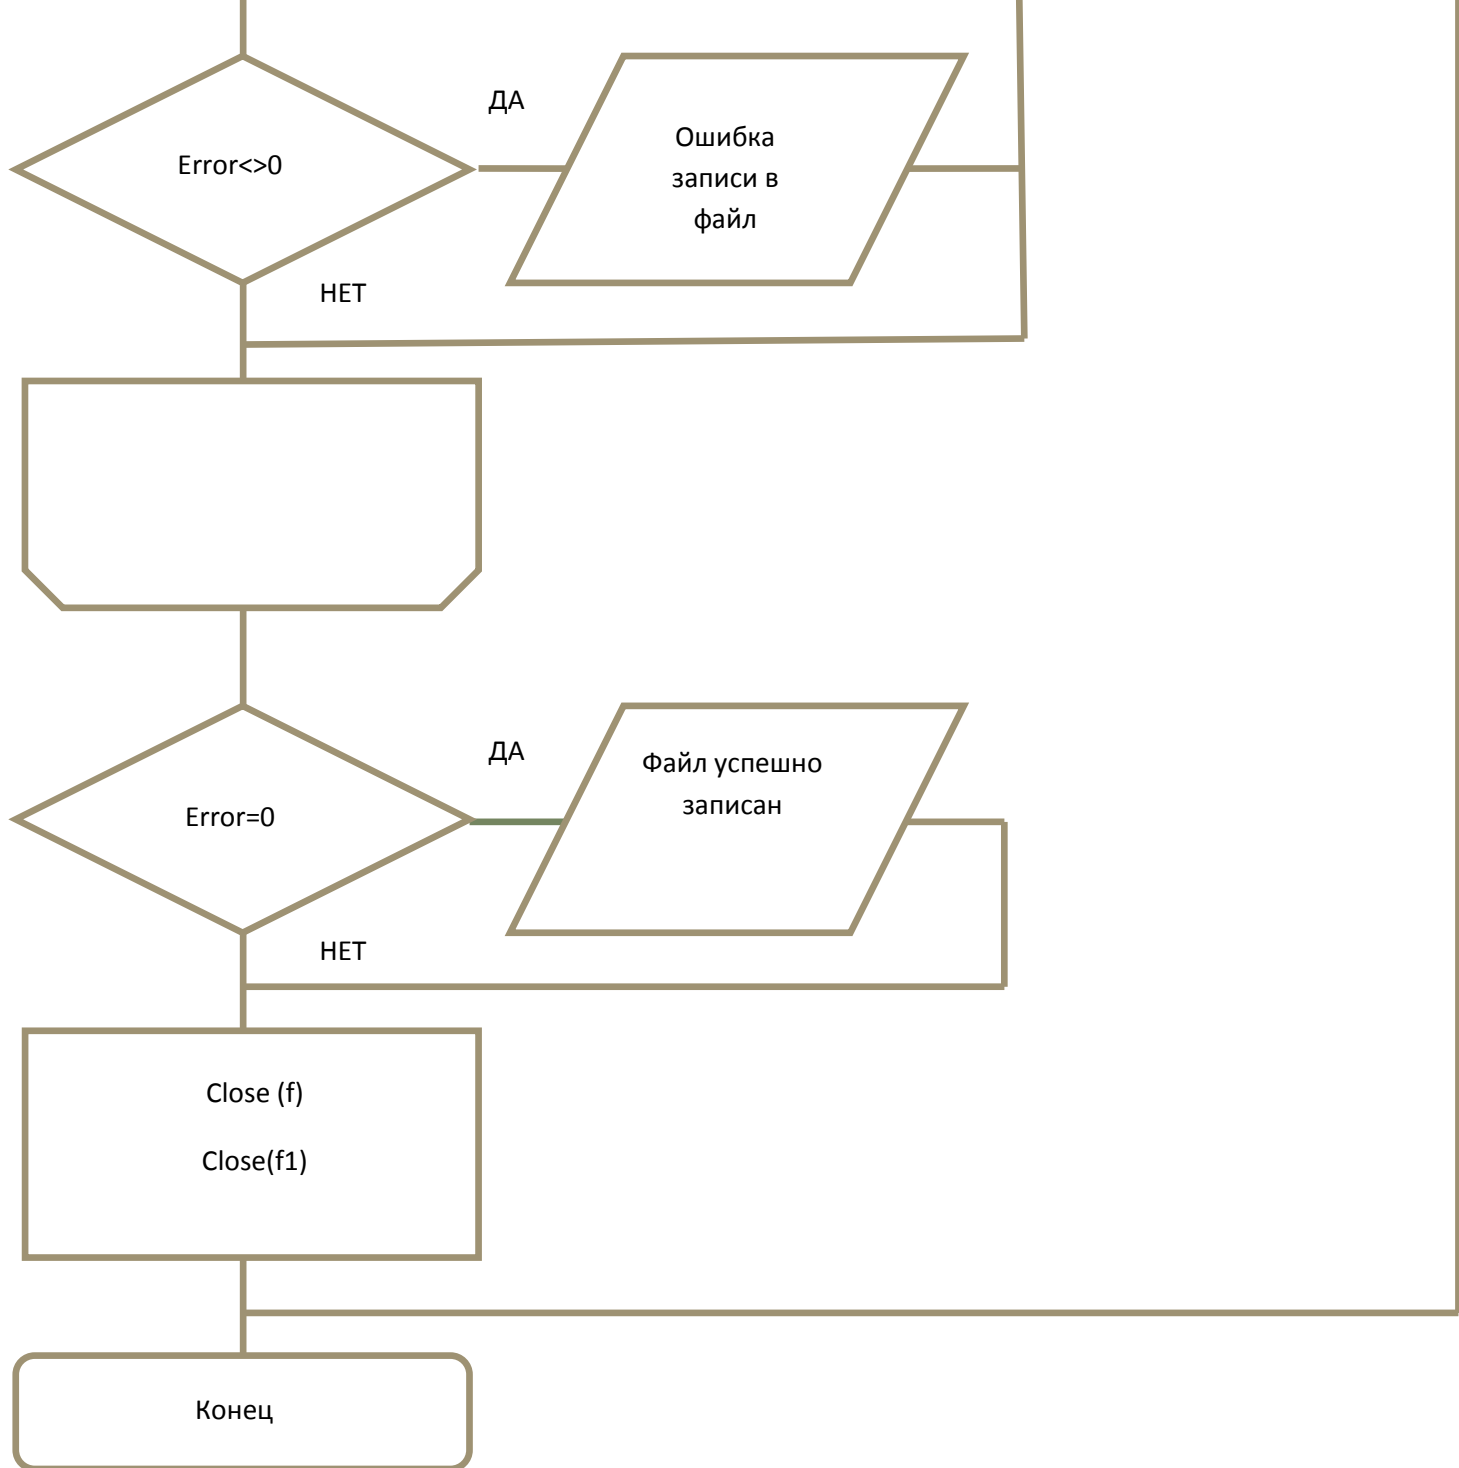 ДА
Error<>0
Ошибка
записи в
файл
НЕТ
ДА
Файл успешно
записан
Error=0
НЕТ
Close (f)
Close(f1)
Конец